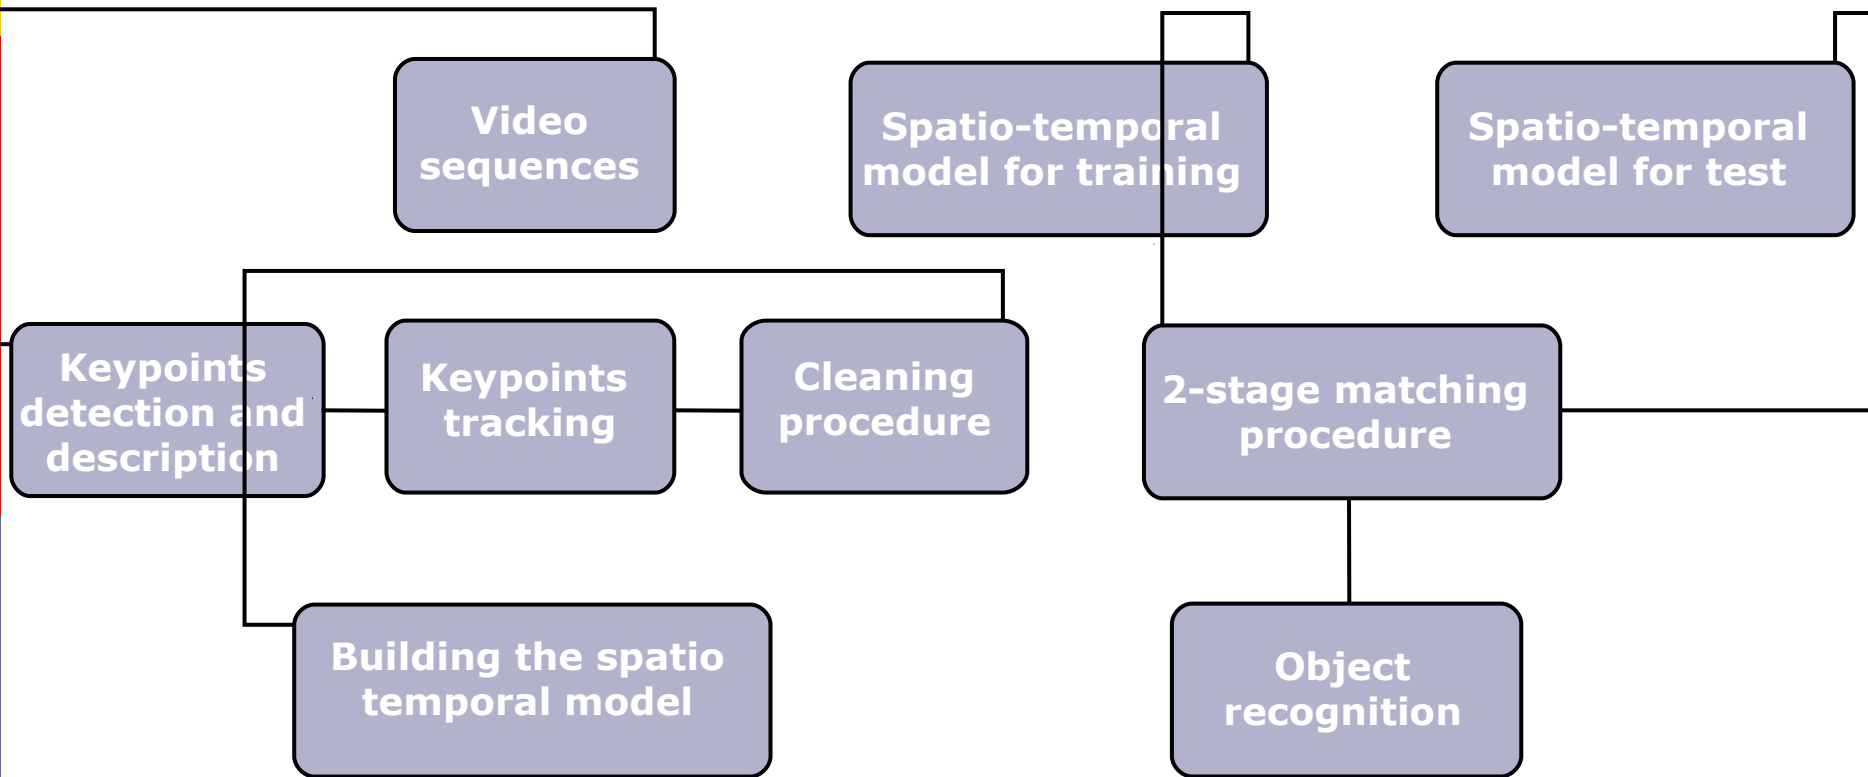 Video
sequences
Spatio-temporal
model for training
Spatio-temporal
model for test
Keypoints
detection and
description
Keypoints
tracking
Cleaning
procedure
2-stage matching
procedure
Building the spatio
temporal model
Object
recognition